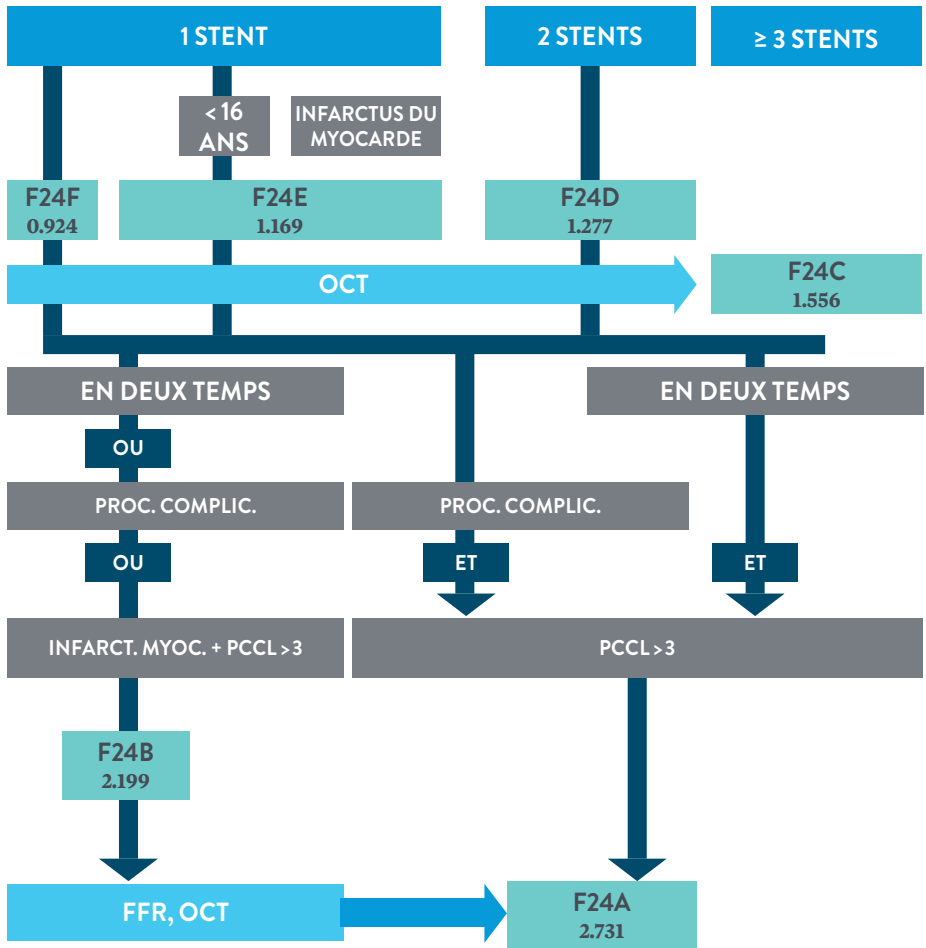 1 STENT
2 STENTS
≥ 3 STENTS
< 16
ANS
INFARCTUS DU
MYOCARDE
F24F
0.924
F24E
1.169
F24D
1.277
OCT
F24C
1.556
EN DEUX TEMPS
EN DEUX TEMPS
OU
PROC. COMPLIC.
PROC. COMPLIC.
OU
ET
ET
INFARCT. MYOC. + PCCL >3
PCCL >3
F24B
2.199
FFR, OCT
F24A
2.731